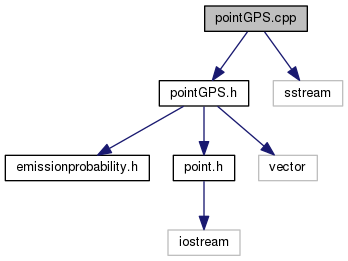 pointGPS.cpp
pointGPS.h
sstream
emissionprobability.h
point.h
vector
iostream